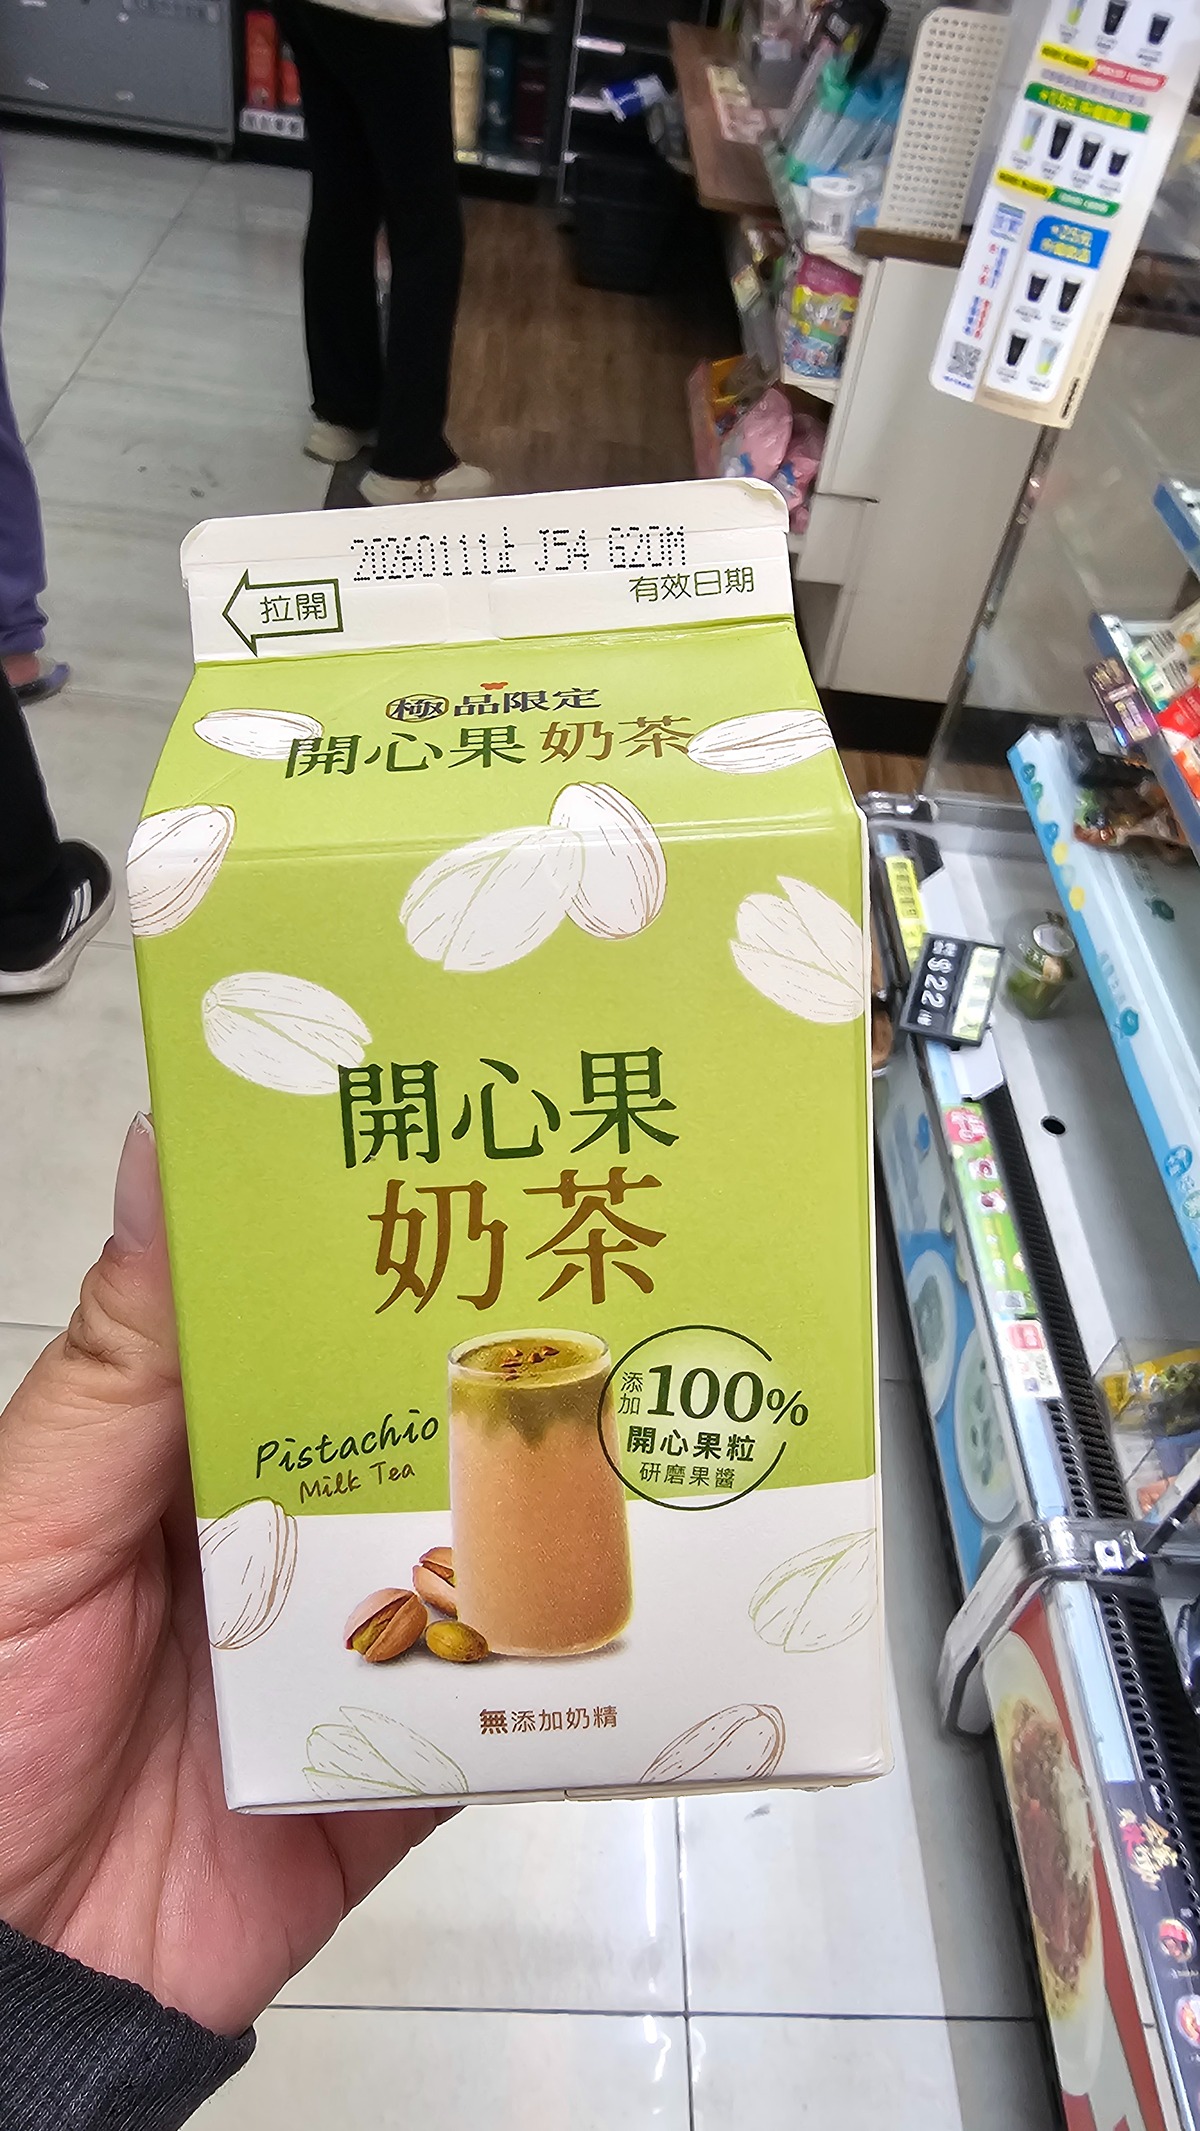 20260111止 J54 G20M
拉開
有效日期
極品限定
開心果奶茶
開心果
奶茶
Pistachio
Milk Tea
添加100%
開心果粒
研磨果醬
無添加奶精
$22